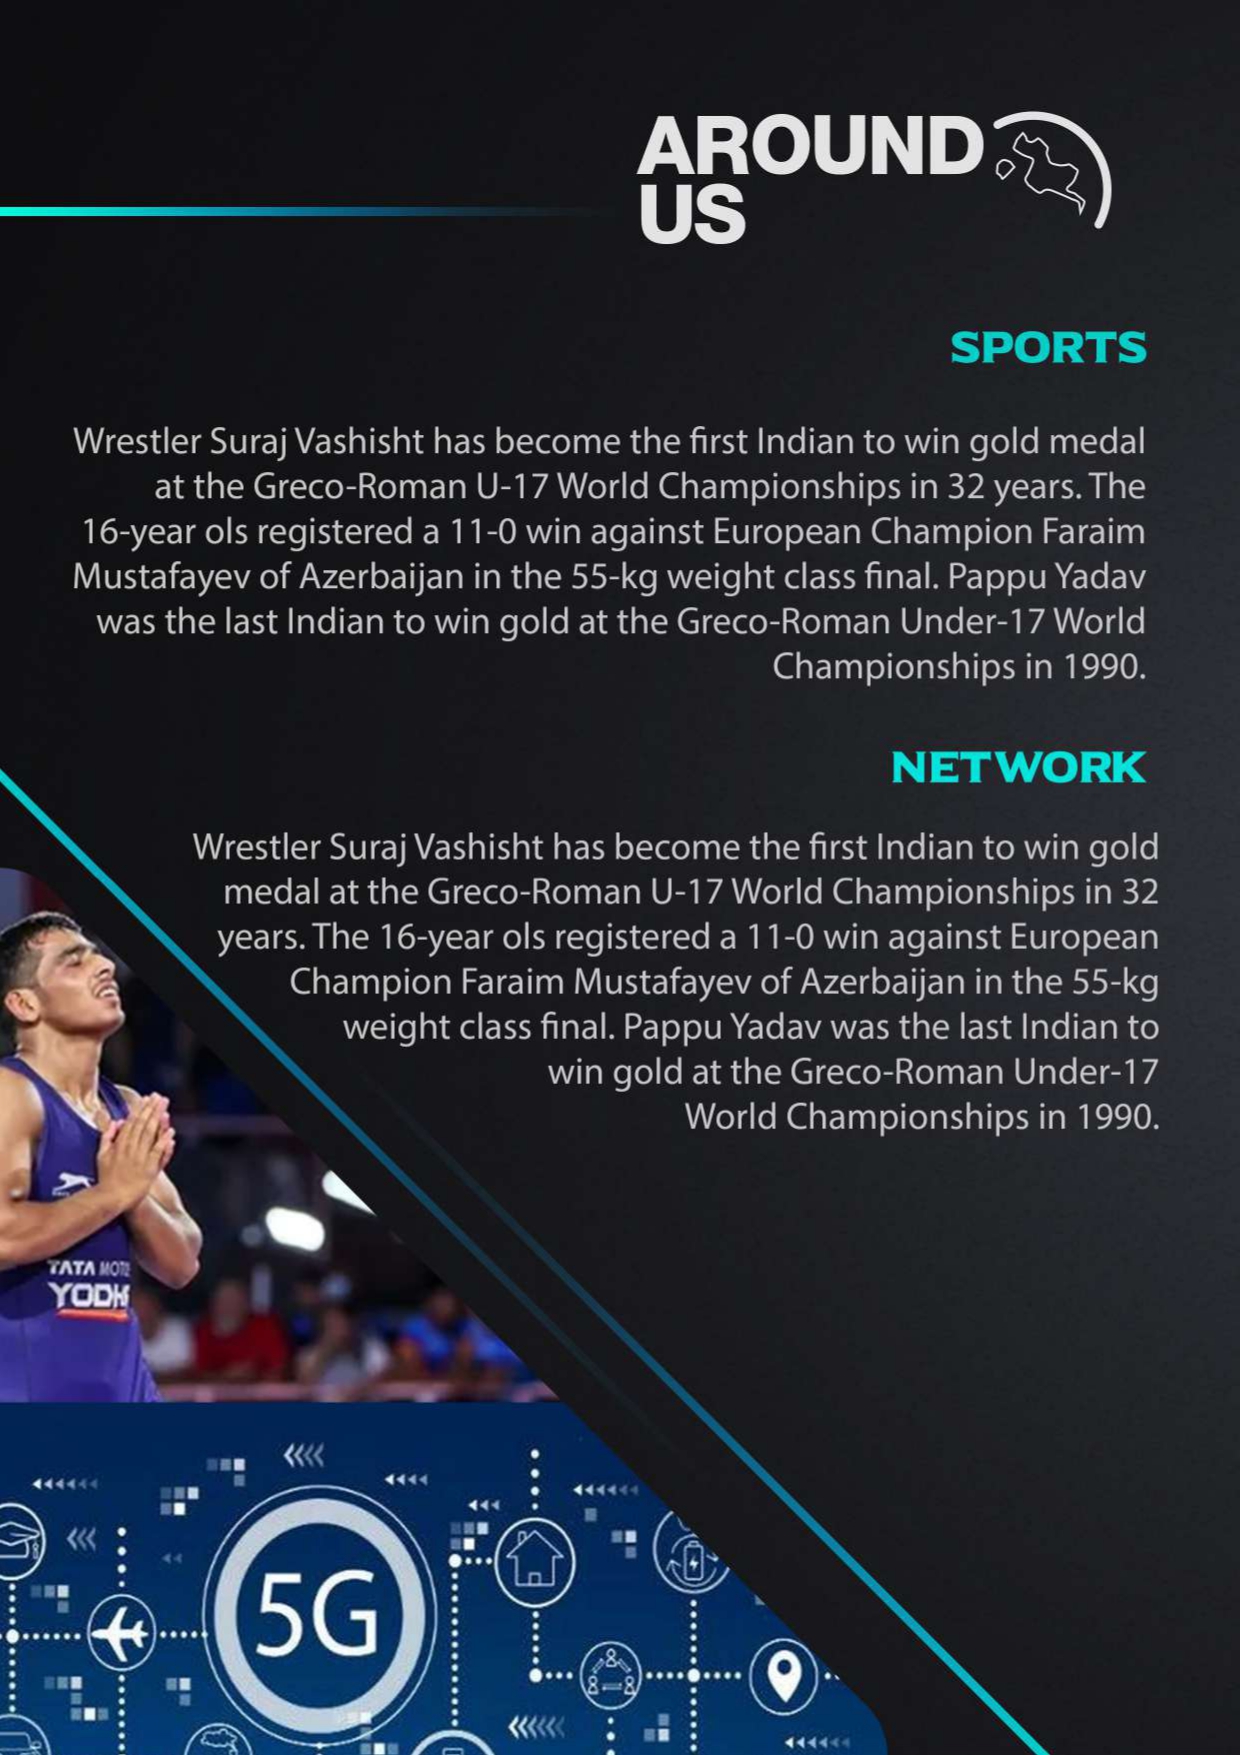 AROUND
US
SPORTS
Wrestler Suraj Vashisht has become the first Indian to win gold medal
at the Greco-Roman U-17 World Championships in 32 years. The
16-year ols registered a 11-0 win against European Champion Faraim
Mustafayev of Azerbaijan in the 55-kg weight class final. Pappu Yadav
was the last Indian to win gold at the Greco-Roman Under-17 World
Championships in 1990.
NETWORK
Wrestler Suraj Vashisht has become the first Indian to win gold
medal at the Greco-Roman U-17 World Championships in 32
years. The 16-year ols registered a 11-0 win against European
Champion Faraim Mustafayev of Azerbaijan in the 55-kg
weight class final. Pappu Yadav was the last Indian to
win gold at the Greco-Roman Under-17
World Championships in 1990.
TATA
5G